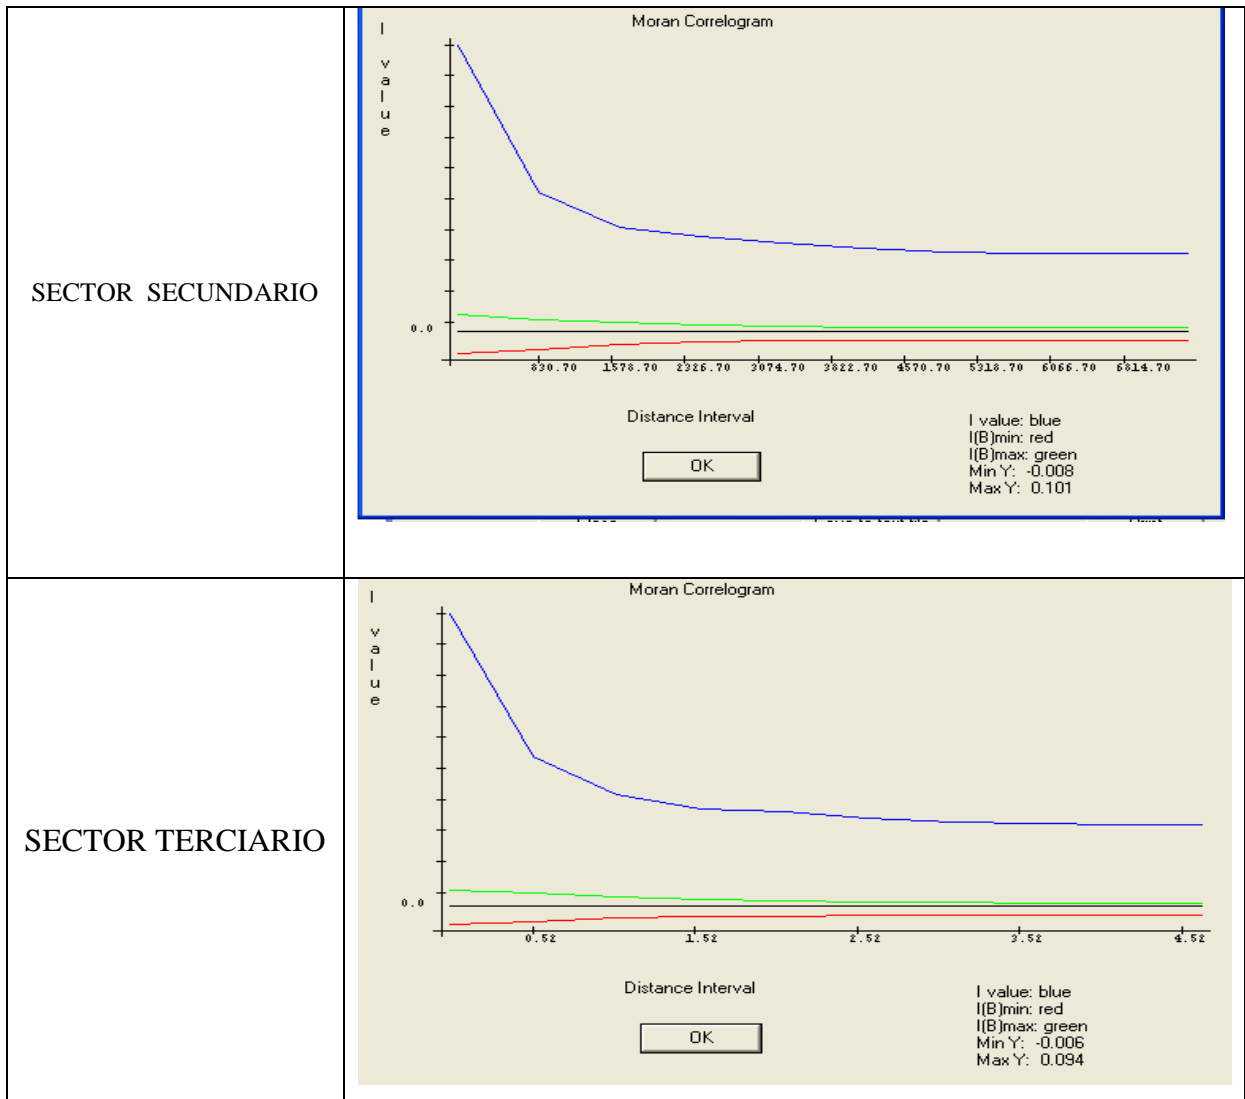 SECTOR SECUNDARIO
Moran Correlogram
I value
0.0
830.70 1578.70 2326.70 3074.70 3822.70 4570.70 5318.70 6066.70 6814.70
Distance Interval
OK
I value: blue
I(B)min: red
I(B)max: green
Min Y: -0.008
Max Y: 0.101
SECTOR TERCIARIO
Moran Correlogram
I value
0.0
0.52 1.52 2.52 3.52 4.52
Distance Interval
OK
I value: blue
I(B)min: red
I(B)max: green
Min Y: -0.006
Max Y: 0.094